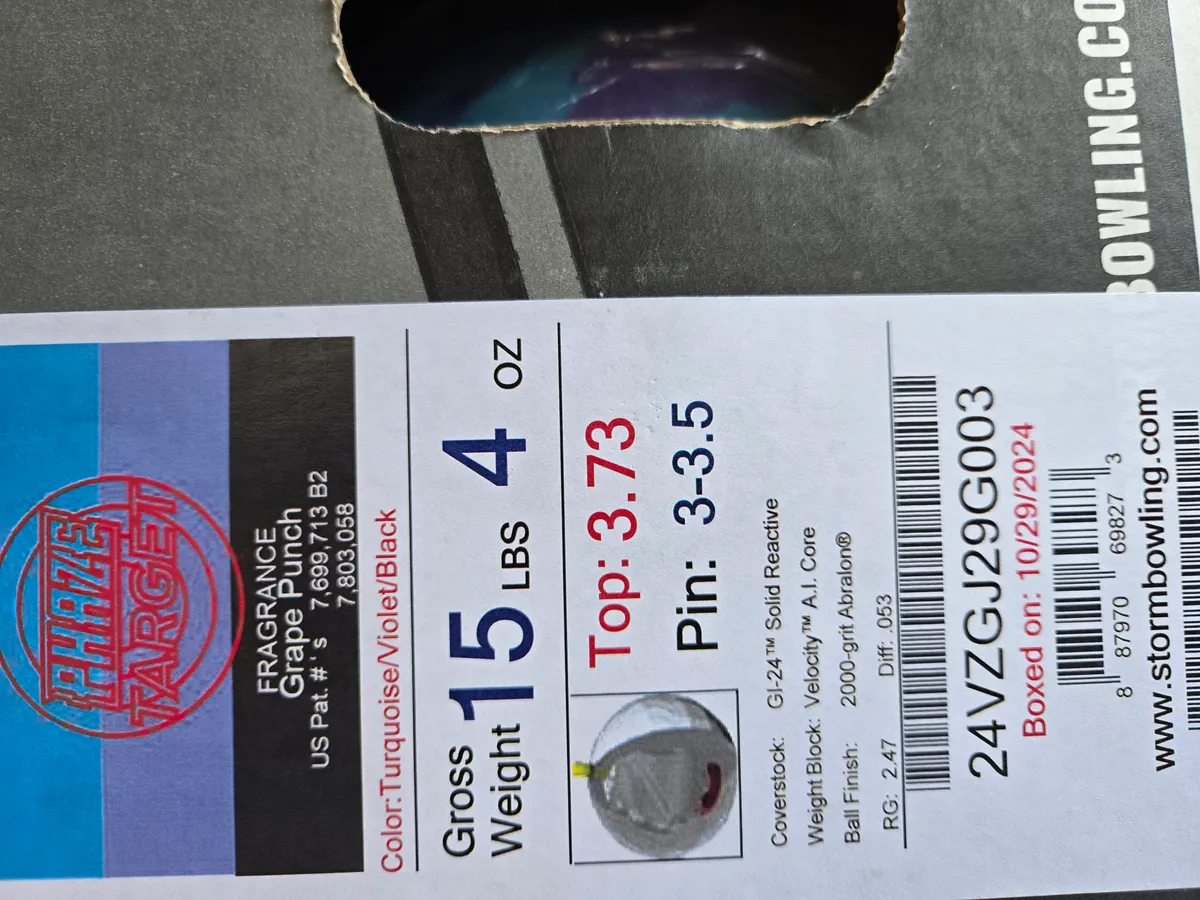 PHAZE
TARGET
FRAGRANCE
Grape Punch
US Pat. # ' s 7,699,713 B2
7,803,058
Color:Turquoise/Violet/Black
Gross Weight 15 LBS 4 OZ
Top: 3.73
Pin: 3-3.5
Coverstock: GI-24™ Solid Reactive
Weight Block: Velocity™ A.I. Core
Ball Finish: 2000-grit Abralon®
RG: 2.47 Diff: .053
24VZGJ29G003
Boxed on: 10/29/2024
8 87970 69827 3
www.stormbowling.com
BOWLING.CO